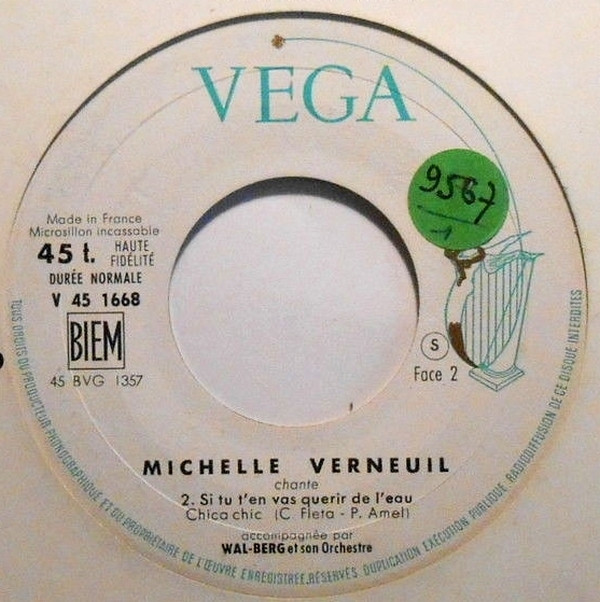 VEGA
9567
1
Made in France
Microsillon incassable
45 t. HAUTE FIDÉLITÉ
DURÉE NORMALE
V 45 1668
BIEM
45 BVG 1357
S
Face 2
MICHELLE VERNEUIL
chante
2. Si tu t'en vas querir de l'eau
Chica chic (C. Fleta - P. Amel)
accompagnée par
WAL-BERG et son Orchestre
TOUS DROITS DU PRODUCTEUR PHONOGRAPHIQUE ET DU PROPRIÉTAIRE DE L'ŒUVRE ENREGISTRÉE RÉSERVÉS DUPLICATION EXÉCUTION PUBLIQUE RADIODIFFUSION DE CE DISQUE INTERDITES